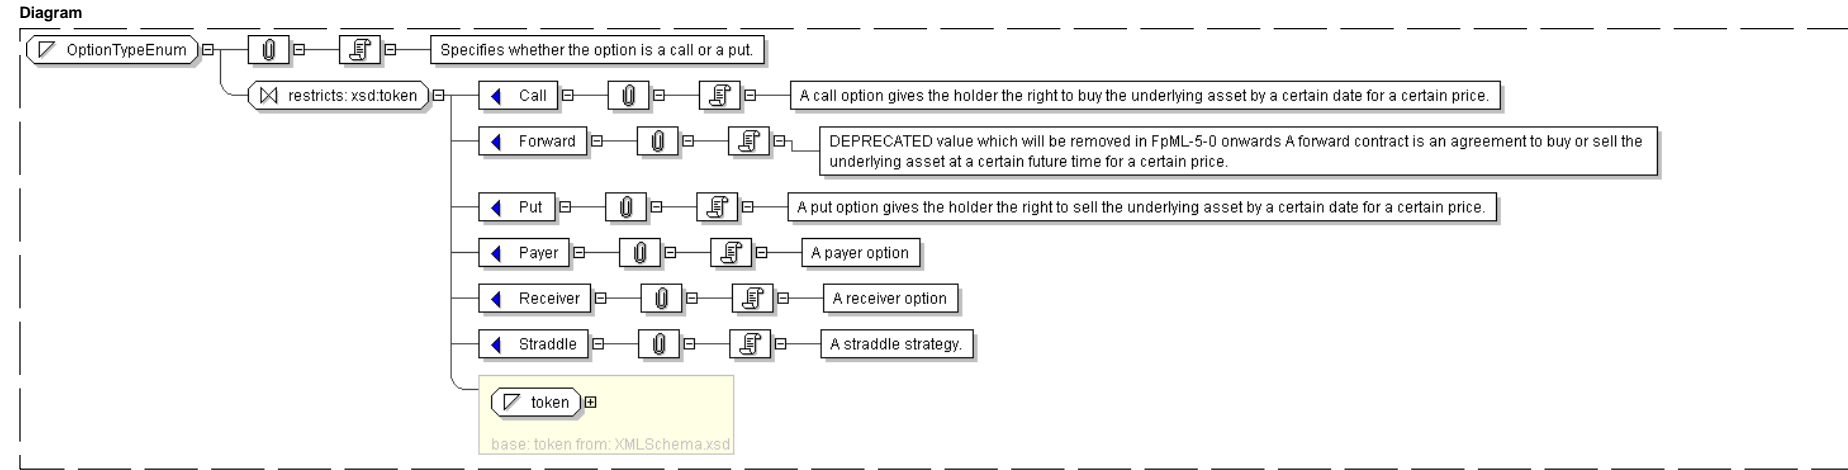 Diagram
OptionTypeEnum
Specifies whether the option is a call or a put.
restricts: xsd:token
Call
A call option gives the holder the right to buy the underlying asset by a certain date for a certain price.
Forward
DEPRECATED value which will be removed in FpML-5-0 onwards A forward contract is an agreement to buy or sell the
underlying asset at a certain future time for a certain price.
Put
A put option gives the holder the right to sell the underlying asset by a certain date for a certain price.
Payer
A payer option
Receiver
A receiver option
Straddle
A straddle strategy.
token
base: token from: XMLSchema.xsd